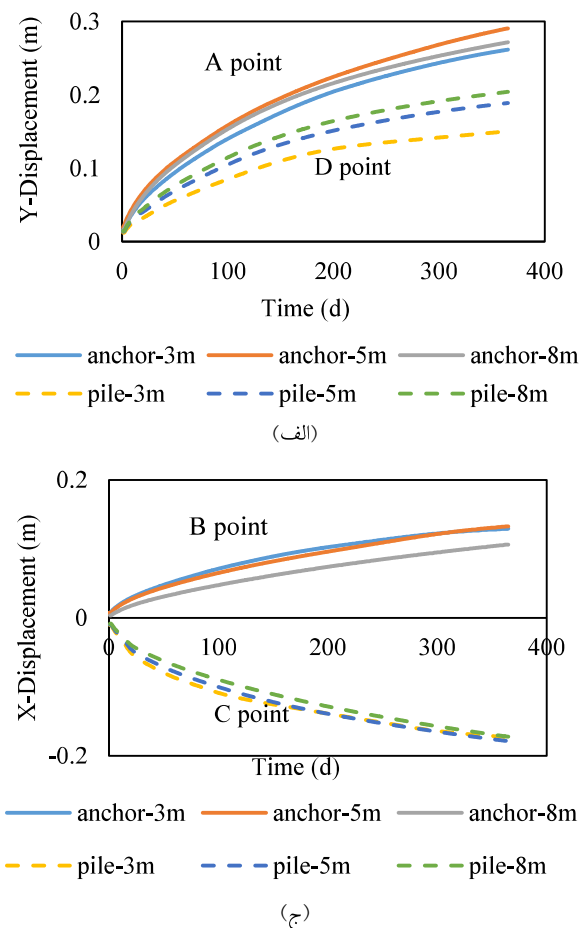 0.3
0.2
0.1
0
Y-Displacement (m)
A point
D point
0 100 200 300 400
Time (d)
anchor-3m anchor-5m anchor-8m
pile-3m pile-5m pile-8m
(الف)
0.2
0
-0.2
X-Displacement (m)
B point
0 100 200 300 400
C point
Time (d)
anchor-3m anchor-5m anchor-8m
pile-3m pile-5m pile-8m
(ج)